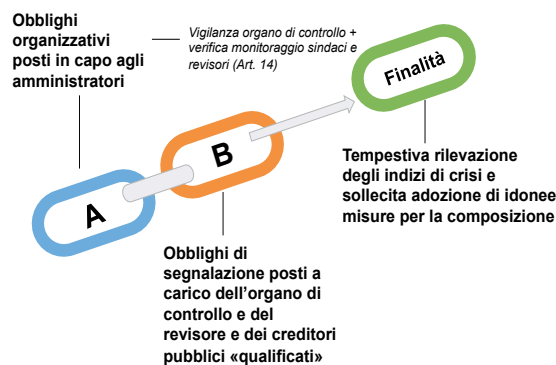 Obblighi
organizzativi
posti in capo agli
amministratori
Vigilanza organo di controllo +
verifica monitoraggio sindaci e
revisori (Art. 14)
Finalità
A
B
Tempestiva rilevazione
degli indizi di crisi e
sollecita adozione di idonee
misure per la composizione
Obblighi di
segnalazione posti a
carico dell'organo di
controllo e del
revisore e dei creditori
pubblici «qualificati»